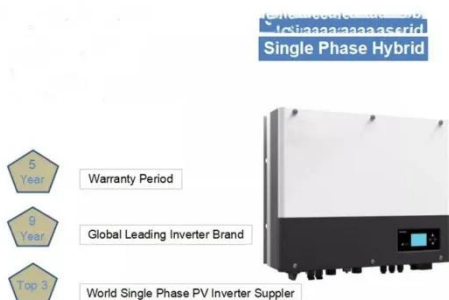 Single Phase Hybrid
5
Year
Warranty Period
9
Year
Global Leading Inverter Brand
Top 3
World Single Phase PV Inverter Suppler